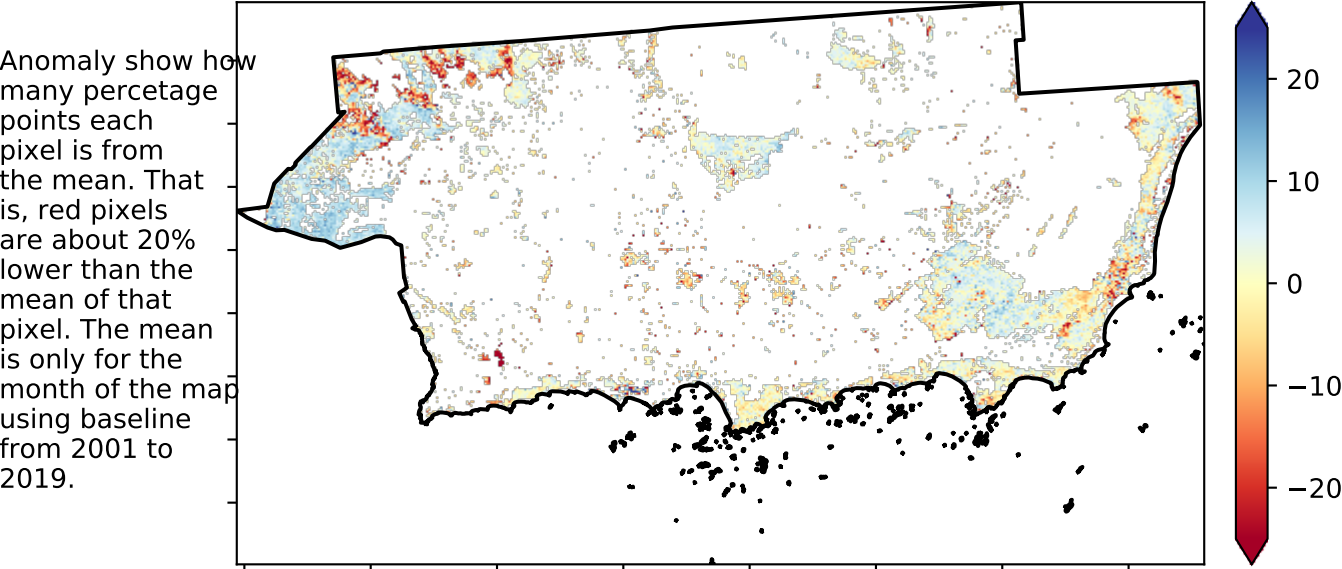 Anomaly show how
many percetage
points each
pixel is from
the mean. That
is, red pixels
are about 20%
lower than the
mean of that
pixel. The mean
is only for the
month of the map
using baseline
from 2001 to
2019.
20
10
0
−10
−20